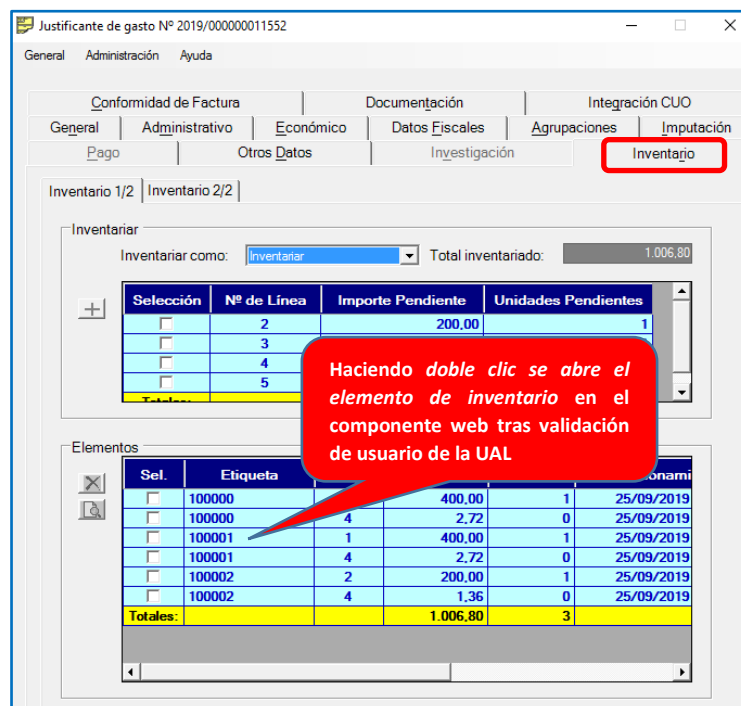 Justificante de gasto Nº 2019/000000011552
General Administración Ayuda
Conformidad de Factura Documentación Integración CUO
General Administrativo Económico Datos Fiscales Agrupaciones Imputación
Pago Otros Datos Investigación Inventario
Inventario 1/2 Inventario 2/2
Inventariar
Inventariar como: Inventariar Total inventariado: 1.006,80
Selección Nº de Línea Importe Pendiente Unidades Pendientes
2 200,00 1
3
4
5
Totales:
Haciendo doble clic se abre el
elemento de inventario en el
componente web tras validación
de usuario de la UAL
Elementos
Sel. Etiqueta
100000 400,00 1 25/09/2019
100000 4 2,72 0 25/09/2019
100001 1 400,00 1 25/09/2019
100001 4 2,72 0 25/09/2019
100002 2 200,00 1 25/09/2019
100002 4 1,36 0 25/09/2019
Totales: 1.006,80 3